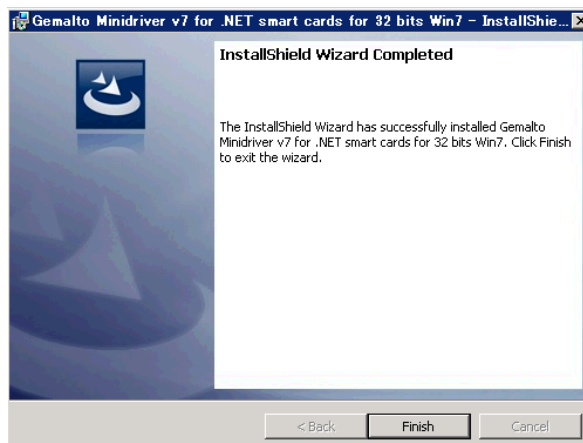 Gemalto Minidriver v7 for .NET smart cards for 32 bits Win7 - InstallShie...
InstallShield Wizard Completed
The InstallShield Wizard has successfully installed Gemalto
Minidriver v7 for .NET smart cards for 32 bits Win7. Click Finish
to exit the wizard.
< Back
Finish
Cancel